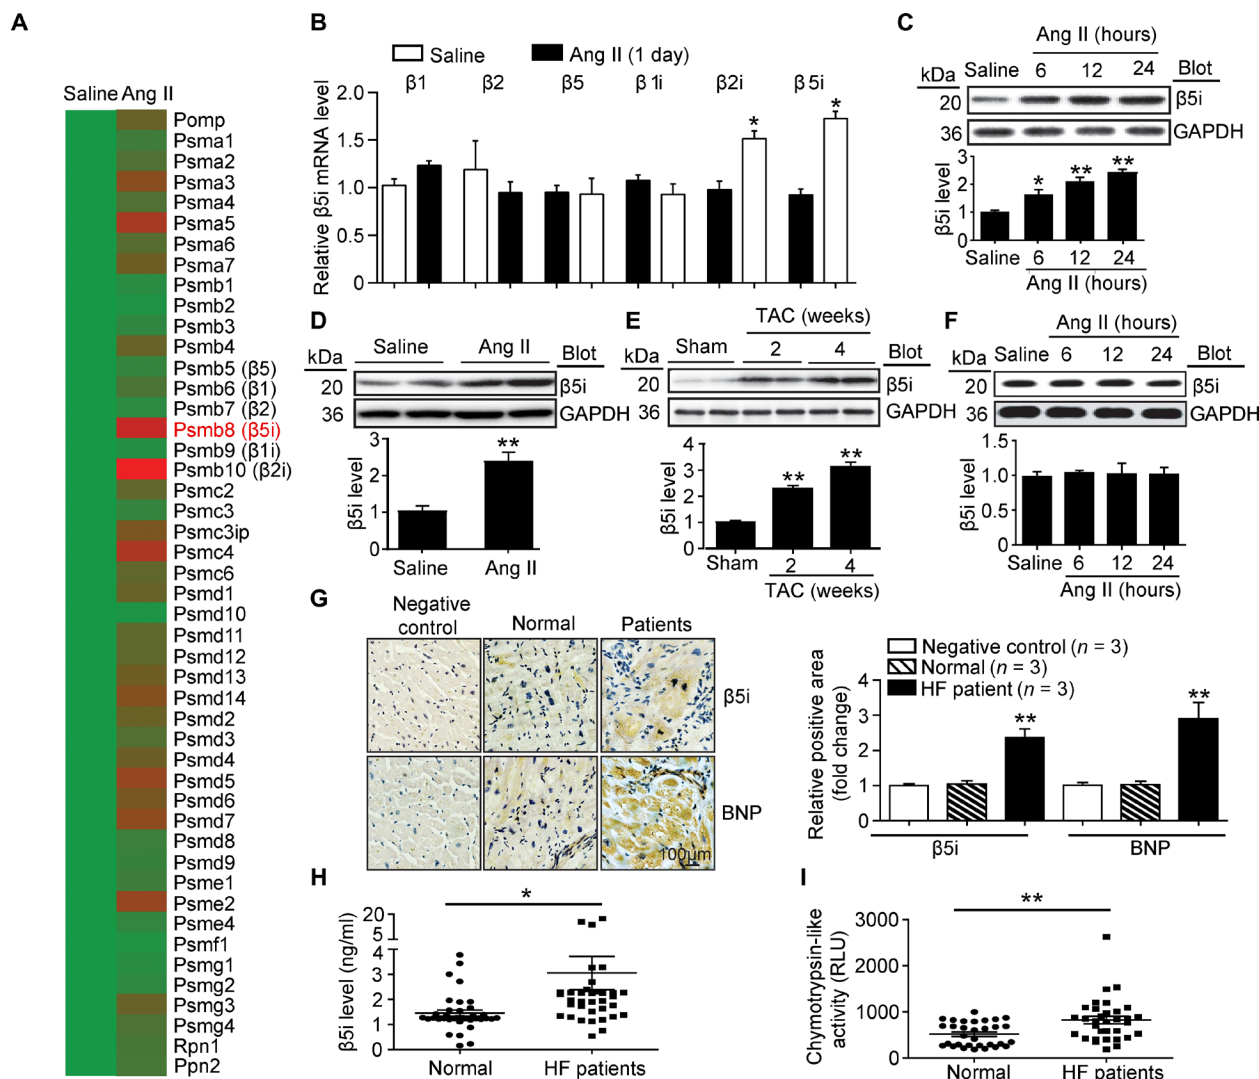 A
Saline Ang II
Pomp
Psma1
Psma2
Psma3
Psma4
Psma5
Psma6
Psma7
Psmb1
Psmb2
Psmb3
Psmb4
Psmb5 (β5)
Psmb6 (β1)
Psmb7 (β2)
Psmb8 (β5i)
Psmb9 (β1i)
Psmb10 (β2i)
Psmc2
Psmc3
Psmc3ip
Psmc4
Psmc6
Psmd1
Psmd10
Psmd11
Psmd12
Psmd13
Psmd14
Psmd2
Psmd3
Psmd4
Psmd5
Psmd6
Psmd7
Psmd8
Psmd9
Psme1
Psme2
Psme4
Psmf1
Psmg1
Psmg2
Psmg3
Psmg4
Rpn1
Ppn2
B
Saline Ang II (1 day)
β1 β2 β5 β1i β2i β5i
Relative β5i mRNA level
2.0
1.5
1.0
0.5
0
* *
C
Ang II (hours)
kDa Saline 6 12 24 Blot
20 β5i
36 GAPDH
β5i level
3
2
1
0
* ** **
Saline 6 12 24
Ang II (hours)
D
kDa Saline Ang II Blot
20 β5i
36 GAPDH
β5i level
3
2
1
0
**
Saline Ang II
E
TAC (weeks)
kDa Sham 2 4 Blot
20 β5i
36 GAPDH
β5i level
4
3
2
1
0
** **
Sham 2 4
TAC (weeks)
F
Ang II (hours)
kDa Saline 6 12 24 Blot
20 β5i
36 GAPDH
β5i level
1.5
1.0
0.5
0
Saline 6 12 24
Ang II (hours)
G
Negative control
Normal
Patients
β5i
BNP
100μm
Negative control (n = 3)
Normal (n = 3)
HF patient (n = 3)
Relative positive area
(fold change)
4
3
2
1
0
** **
β5i BNP
H
*
β5i level (ng/ml)
20
5
4
3
2
1
0
Normal HF patients
I
**
Chymotrypsin-like
activity (RLU)
3000
2000
1000
0
Normal HF patients